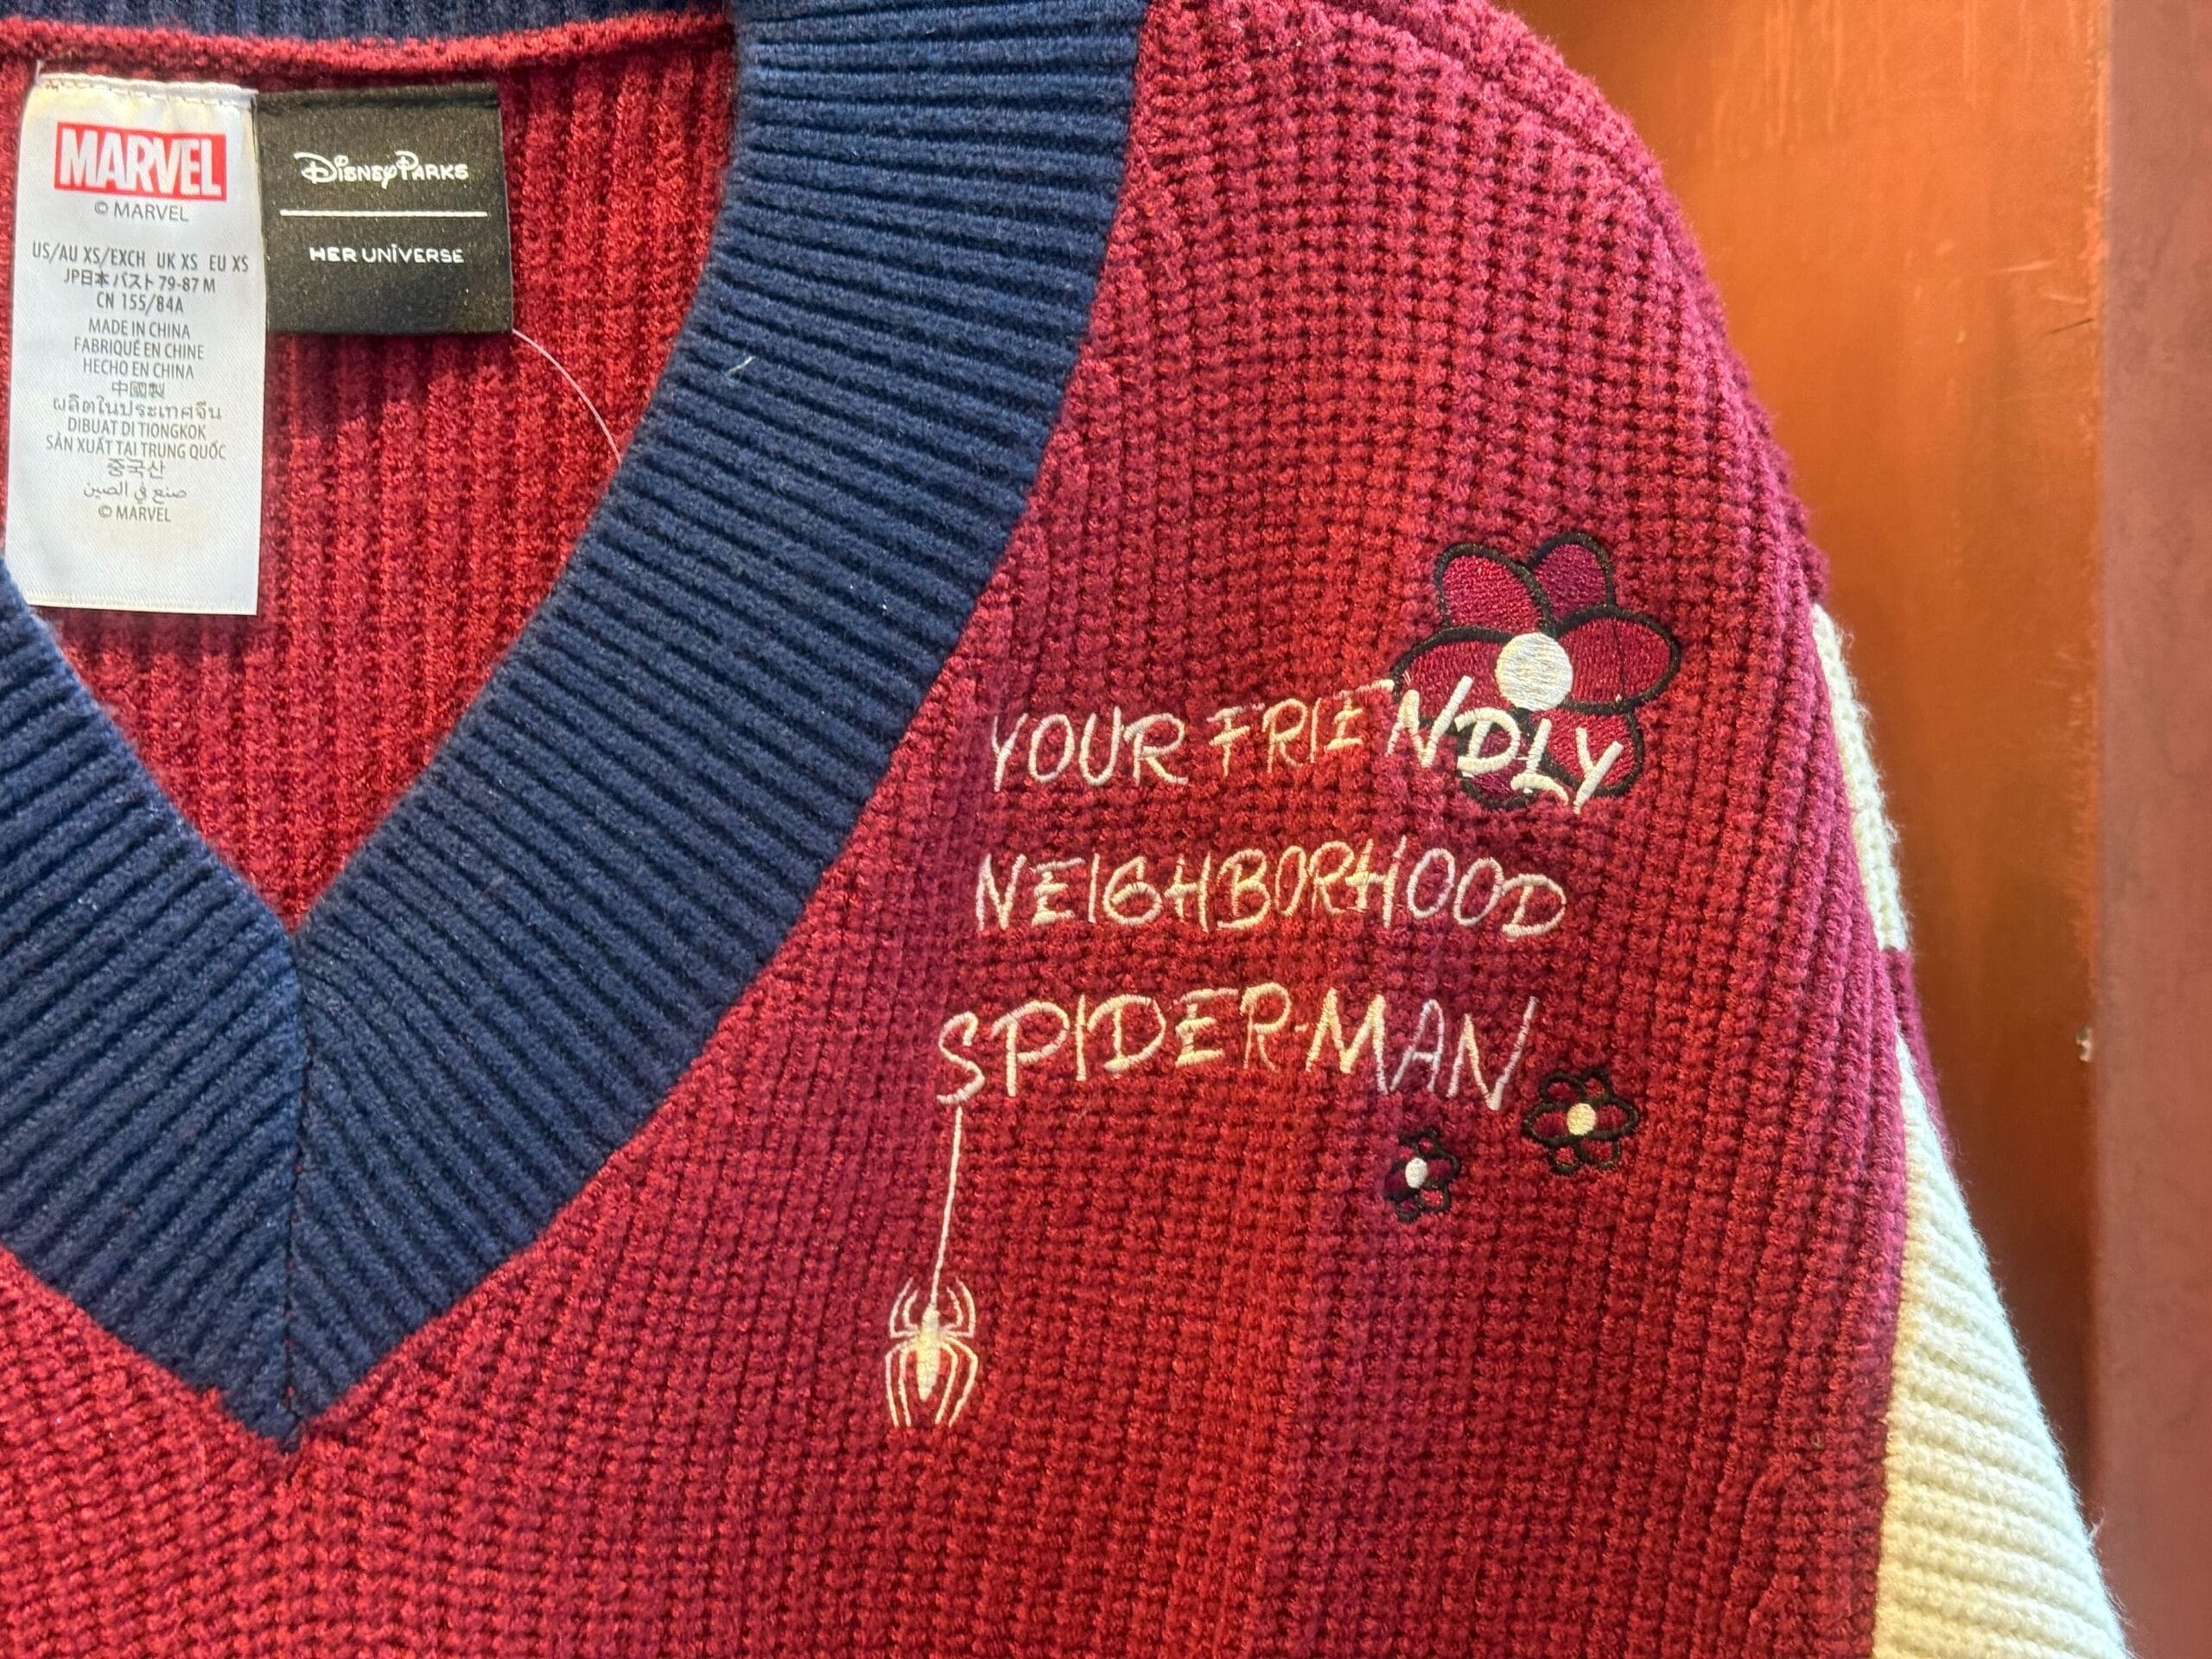 MARVEL
© MARVEL
US/AU XS/EXCH UK XS EU XS
JP日本 バスト 79-87 M
CN 155/84A
MADE IN CHINA
FABRIQUÉ EN CHINE
HECHO EN CHINA
中國製
ผลิตในประเทศจีน
DIBUAT DI TIONGKOK
SẢN XUẤT TẠI TRUNG QUỐC
중국산
صنع في الصين
© MARVEL
Disney Parks
HER UNIVERSE
YOUR FRIENDLY
NEIGHBORHOOD
SPIDER-MAN